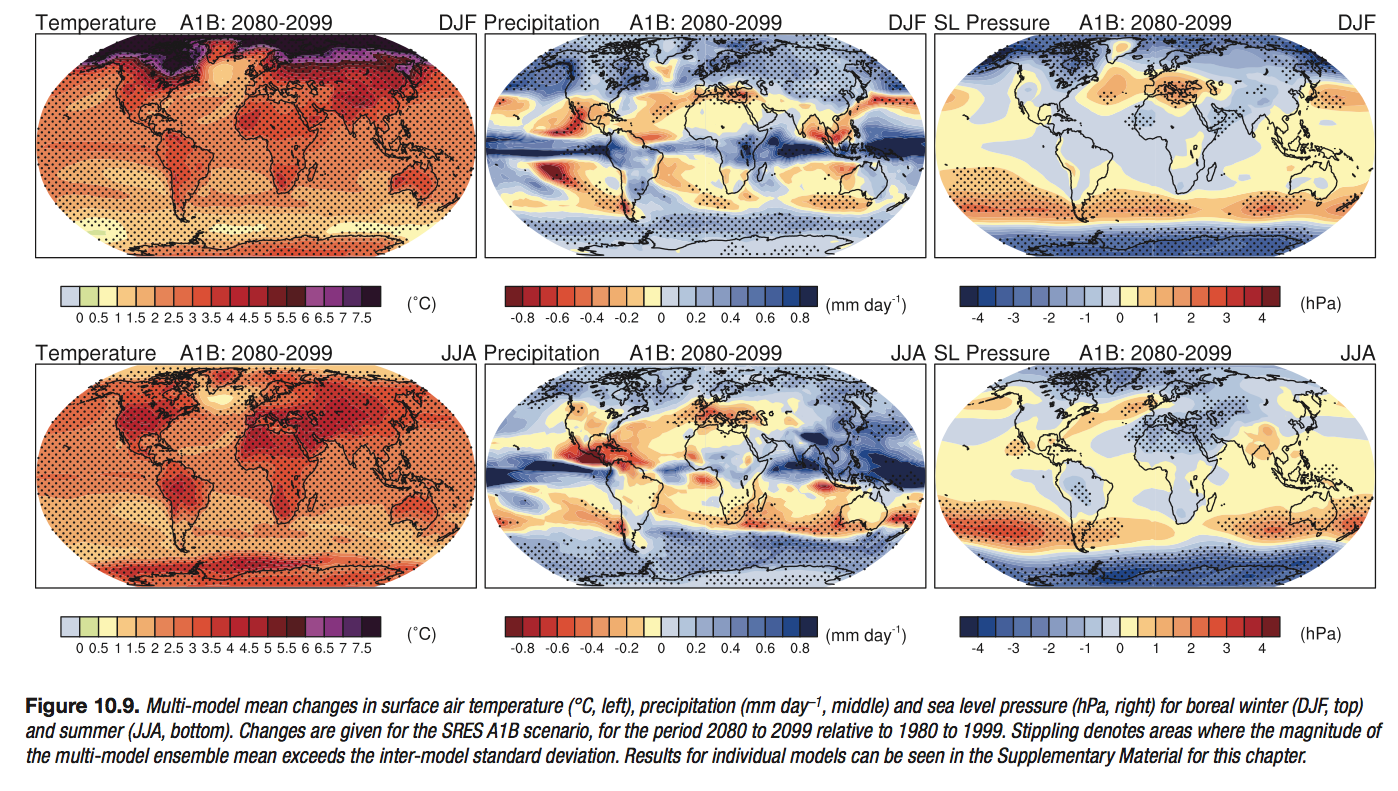 Temperature A1B: 2080-2099 DJF
Precipitation A1B: 2080-2099 DJF
SL Pressure A1B: 2080-2099 DJF
0 0.5 1 1.5 2 2.5 3 3.5 4 4.5 5 5.5 6 6.5 7 7.5 (°C)
-0.8 -0.6 -0.4 -0.2 0 0.2 0.4 0.6 0.8 (mm day-1)
-4 -3 -2 -1 0 1 2 3 4 (hPa)
Temperature A1B: 2080-2099 JJA
Precipitation A1B: 2080-2099 JJA
SL Pressure A1B: 2080-2099 JJA
0 0.5 1 1.5 2 2.5 3 3.5 4 4.5 5 5.5 6 6.5 7 7.5 (°C)
-0.8 -0.6 -0.4 -0.2 0 0.2 0.4 0.6 0.8 (mm day-1)
-4 -3 -2 -1 0 1 2 3 4 (hPa)
Figure 10.9. Multi-model mean changes in surface air temperature (°C, left), precipitation (mm day–1, middle) and sea level pressure (hPa, right) for boreal winter (DJF, top)
and summer (JJA, bottom). Changes are given for the SRES A1B scenario, for the period 2080 to 2099 relative to 1980 to 1999. Stippling denotes areas where the magnitude of
the multi-model ensemble mean exceeds the inter-model standard deviation. Results for individual models can be seen in the Supplementary Material for this chapter.